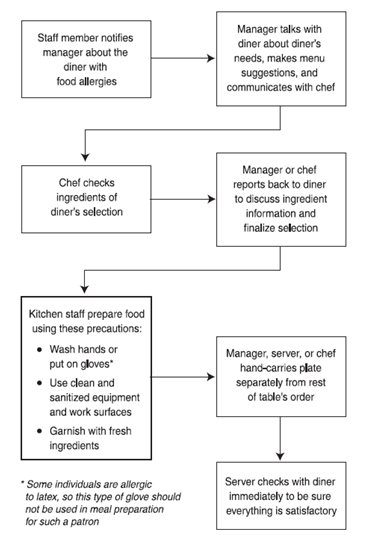 Staff member notifies
manager about the
diner with
food allergies
Manager talks with
diner about diner's
needs, makes menu
suggestions, and
communicates with chef
Chef checks
ingredients of
diner's selection
Manager or chef
reports back to diner
to discuss ingredient
information and
finalize selection
Kitchen staff prepare food
using these precautions:
● Wash hands or
put on gloves*
● Use clean and
sanitized equipment
and work surfaces
● Garnish with fresh
ingredients
Manager, server, or chef
hand-carries plate
separately from rest
of table's order
Server checks with diner
immediately to be sure
everything is satisfactory
* Some individuals are allergic
to latex, so this type of glove should
not be used in meal preparation
for such a patron